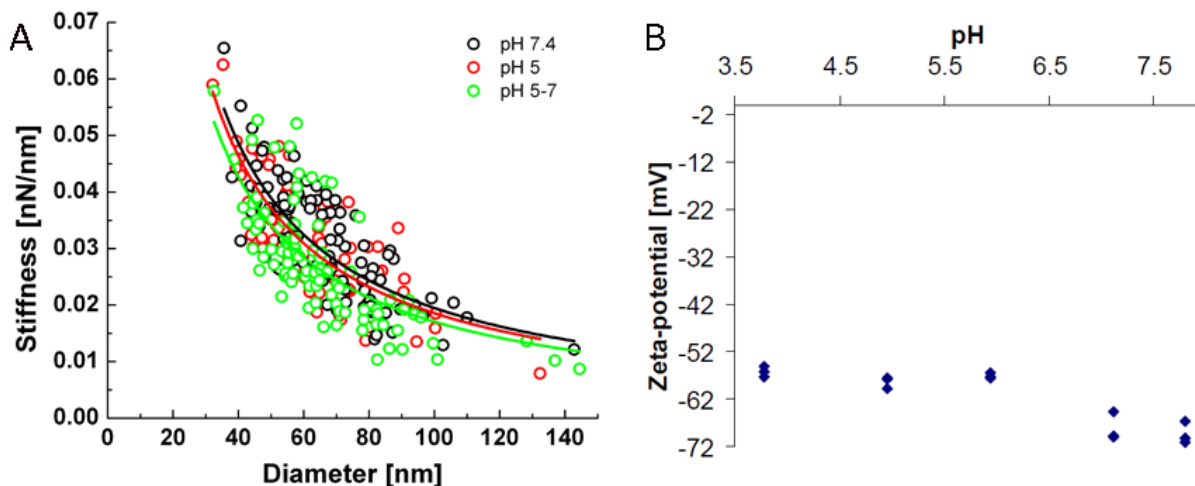 A
Stiffness [nN/nm]
0.07
0.06
0.05
0.04
0.03
0.02
0.01
0.00
pH 7.4
pH 5
pH 5-7
0 20 40 60 80 100 120 140
Diameter [nm]
B
pH
3.5 4.5 5.5 6.5 7.5
Zeta-potential [mV]
-2
-12
-22
-32
-42
-52
-62
-72